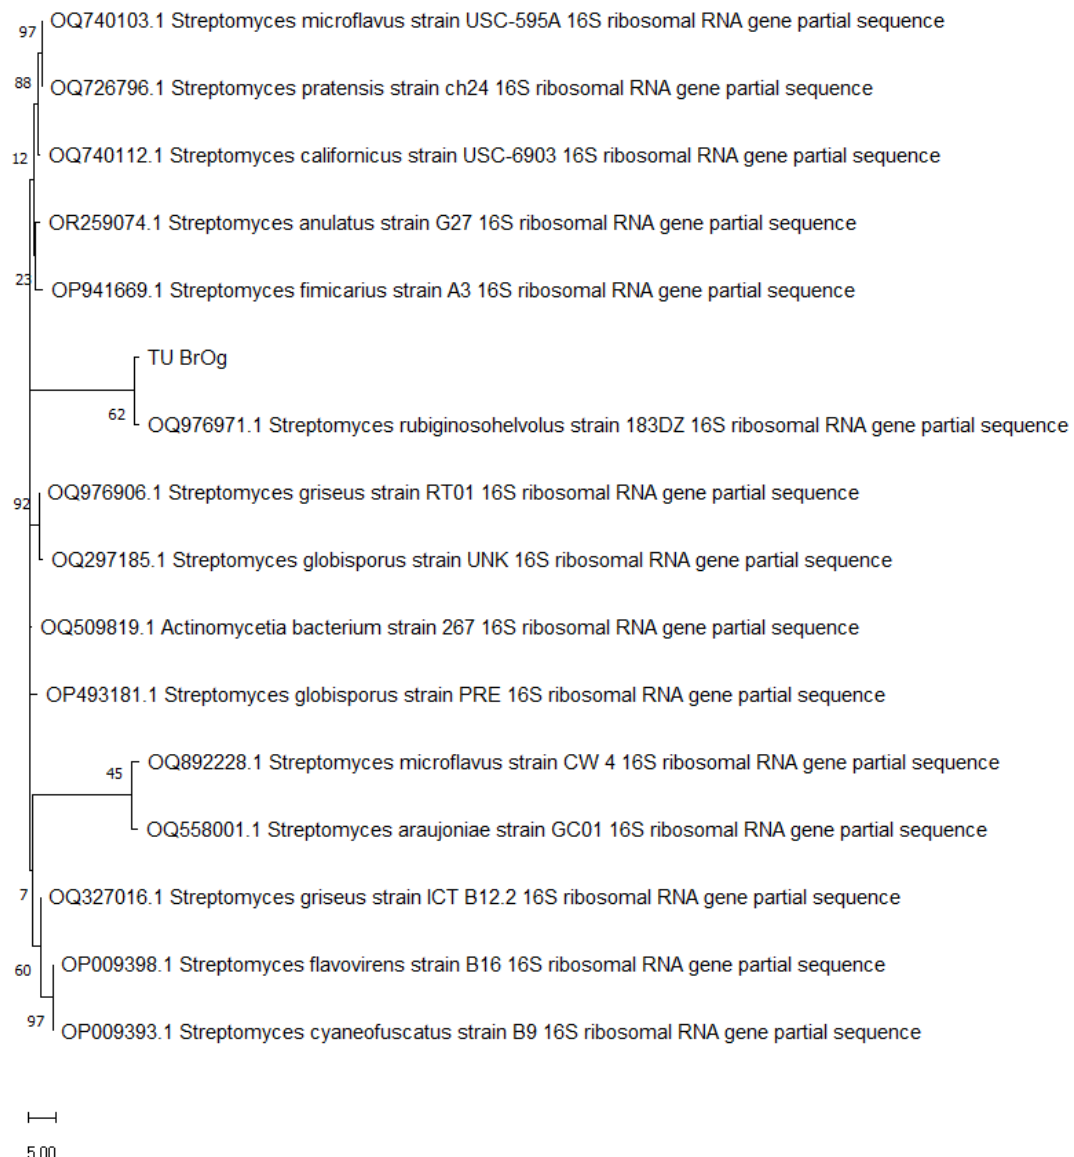 OQ740103.1 Streptomyces microflavus strain USC-595A 16S ribosomal RNA gene partial sequence
97
88
OQ726796.1 Streptomyces pratensis strain ch24 16S ribosomal RNA gene partial sequence
12
OQ740112.1 Streptomyces californicus strain USC-6903 16S ribosomal RNA gene partial sequence
OR259074.1 Streptomyces anulatus strain G27 16S ribosomal RNA gene partial sequence
23
OP941669.1 Streptomyces fimicarius strain A3 16S ribosomal RNA gene partial sequence
TU BrOg
62
OQ976971.1 Streptomyces rubiginosohelvolus strain 183DZ 16S ribosomal RNA gene partial sequence
92
OQ976906.1 Streptomyces griseus strain RT01 16S ribosomal RNA gene partial sequence
OQ297185.1 Streptomyces globisporus strain UNK 16S ribosomal RNA gene partial sequence
OQ509819.1 Actinomycetia bacterium strain 267 16S ribosomal RNA gene partial sequence
OP493181.1 Streptomyces globisporus strain PRE 16S ribosomal RNA gene partial sequence
45
OQ892228.1 Streptomyces microflavus strain CW 4 16S ribosomal RNA gene partial sequence
OQ558001.1 Streptomyces araujoniae strain GC01 16S ribosomal RNA gene partial sequence
7
OQ327016.1 Streptomyces griseus strain ICT B12.2 16S ribosomal RNA gene partial sequence
60
OP009398.1 Streptomyces flavovirens strain B16 16S ribosomal RNA gene partial sequence
97
OP009393.1 Streptomyces cyaneofuscatus strain B9 16S ribosomal RNA gene partial sequence
5.00